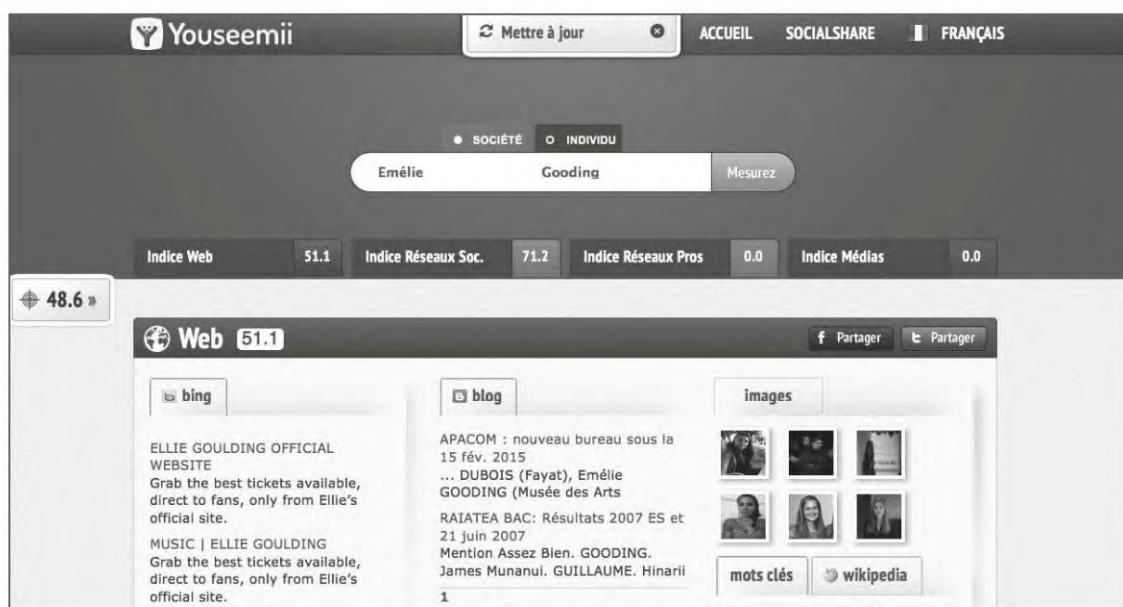 Youseemii
Mettre à jour
ACCUEIL
SOCIALSHARE
FRANÇAIS
SOCIÉTÉ
INDIVIDU
Emélie
Gooding
Mesurez
Indice Web 51.1
Indice Réseaux Soc. 71.2
Indice Réseaux Pros 0.0
Indice Médias 0.0
48.6 »
Web 51.1
f Partager
t Partager
bing
ELLIE GOULDING OFFICIAL
WEBSITE
Grab the best tickets available,
direct to fans, only from Ellie's
official site.
MUSIC | ELLIE GOULDING
Grab the best tickets available,
direct to fans, only from Ellie's
official site.
blog
APACOM : nouveau bureau sous la
15 fév. 2015
... DUBOIS (Fayat), Emélie
GOODING (Musée des Arts
RAIATEA BAC: Résultats 2007 ES et
21 juin 2007
Mention Assez Bien. GOODING.
James Munanui. GUILLAUME. Hinarii
1
images
mots clés
wikipedia